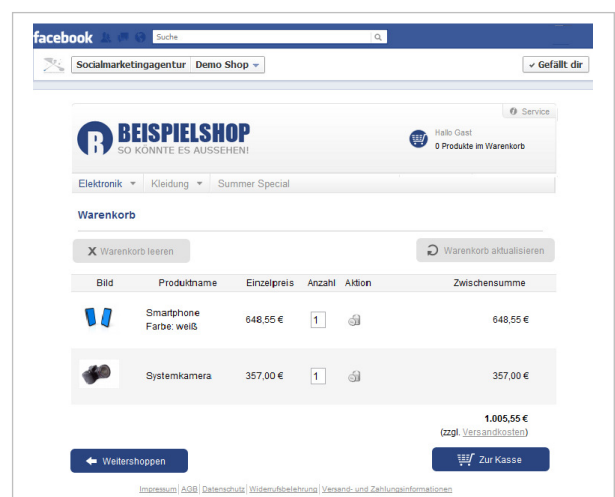 facebook Suche
Socialmarketingagentur Demo Shop Gefällt dir
Service
BEISPIELSHOP
SO KÖNNTE ES AUSSEHEN!
Hallo Gast
0 Produkte im Warenkorb
Elektronik Kleidung Summer Special
Warenkorb
X Warenkorb leeren Warenkorb aktualisieren
Bild Produktname Einzelpreis Anzahl Aktion Zwischensumme
Smartphone
Farbe: weiß 648,55 € 1 648,55 €
Systemkamera 357,00 € 1 357,00 €
1.005,55 €
(zzgl. Versandkosten)
Weitershoppen Zur Kasse
Impressum | AGB | Datenschutz | Widerrufsbelehrung | Versand- und Zahlungsinformationen